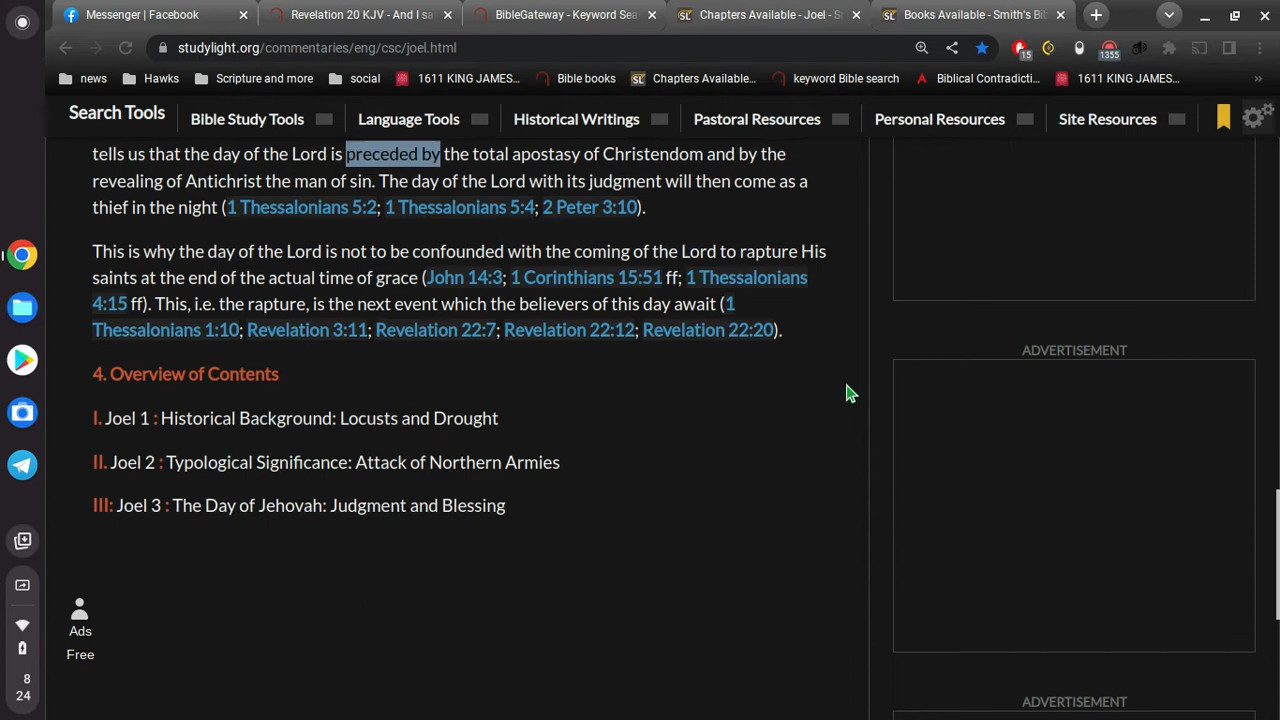 Messenger | Facebook
Revelation 20 KJV - And I sa
BibleGateway - Keyword Sea
Chapters Available - Joel - S
Books Available - Smith's Bib
studylight.org/commentaries/eng/csc/joel.html
15
1355
news
Hawks
Scripture and more
social
1611 KING JAMES...
Bible books
Chapters Available...
keyword Bible search
Biblical Contradicti...
1611 KING JAMES...
»
Search Tools
Bible Study Tools
Language Tools
Historical Writings
Pastoral Resources
Personal Resources
Site Resources
tells us that the day of the Lord is preceded by the total apostasy of Christendom and by the
revealing of Antichrist the man of sin. The day of the Lord with its judgment will then come as a
thief in the night (1 Thessalonians 5:2; 1 Thessalonians 5:4; 2 Peter 3:10).
This is why the day of the Lord is not to be confounded with the coming of the Lord to rapture His
saints at the end of the actual time of grace (John 14:3; 1 Corinthians 15:51 ff; 1 Thessalonians
4:15 ff). This, i.e. the rapture, is the next event which the believers of this day await (1
Thessalonians 1:10; Revelation 3:11; Revelation 22:7; Revelation 22:12; Revelation 22:20).
4. Overview of Contents
I. Joel 1 : Historical Background: Locusts and Drought
II. Joel 2 : Typological Significance: Attack of Northern Armies
III: Joel 3 : The Day of Jehovah: Judgment and Blessing
ADVERTISEMENT
ADVERTISEMENT
Ads
Free
8
24